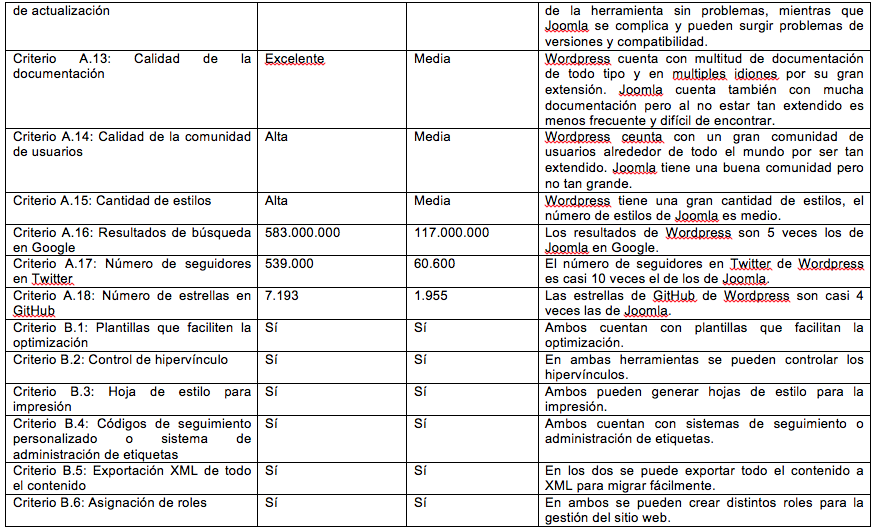 de actualización
de la herramienta sin problemas, mientras que
Joomla se complica y pueden surgir problemas de
versiones y compatibilidad.
Criterio A.13: Calidad de la
documentación
Excelente
Media
Wordpress cuenta con multitud de documentación
de todo tipo y en multiples idiones por su gran
extensión. Joomla cuenta también con mucha
documentación pero al no estar tan extendido es
menos frecuente y difícil de encontrar.
Criterio A.14: Calidad de la comunidad
de usuarios
Alta
Media
Wordpress ceunta con un gran comunidad de
usuarios alrededor de todo el mundo por ser tan
extendido. Joomla tiene una buena comunidad pero
no tan grande.
Criterio A.15: Cantidad de estilos
Alta
Media
Wordpress tiene una gran cantidad de estilos, el
número de estilos de Joomla es medio.
Criterio A.16: Resultados de búsqueda
en Google
583.000.000
117.000.000
Los resultados de Wordpress son 5 veces los de
Joomla en Google.
Criterio A.17: Número de seguidores
en Twitter
539.000
60.600
El número de seguidores en Twitter de Wordpress
es casi 10 veces el de los de Joomla.
Criterio A.18: Número de estrellas en
GitHub
7.193
1.955
Las estrellas de GitHub de Wordpress son casi 4
veces las de Joomla.
Criterio B.1: Plantillas que faciliten la
optimización
Sí
Sí
Ambos cuentan con plantillas que facilitan la
optimización.
Criterio B.2: Control de hipervínculo
Sí
Sí
En ambas herramientas se pueden controlar los
hipervínculos.
Criterio B.3: Hoja de estilo para
impresión
Sí
Sí
Ambos pueden generar hojas de estilo para la
impresión.
Criterio B.4: Códigos de seguimiento
personalizado o sistema de
administración de etiquetas
Sí
Sí
Ambos cuentan con sistemas de seguimiento o
administración de etiquetas.
Criterio B.5: Exportación XML de todo
el contenido
Sí
Sí
En los dos se puede exportar todo el contenido a
XML para migrar fácilmente.
Criterio B.6: Asignación de roles
Sí
Sí
En ambos se pueden crear distintos roles para la
gestión del sitio web.